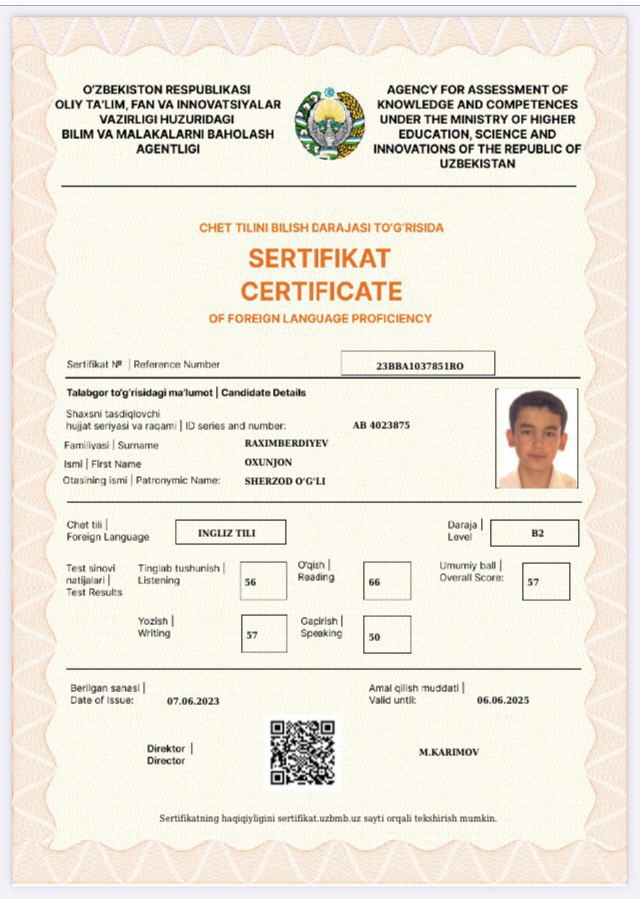 O'ZBEKISTON RESPUBLIKASI
OLIY TA'LIM, FAN VA INNOVATSIYALAR
VAZIRLIGI HUZURIDAGI
BILIM VA MALAKALARNI BAHOLASH
AGENTLIGI
AGENCY FOR ASSESSMENT OF
KNOWLEDGE AND COMPETENCES
UNDER THE MINISTRY OF HIGHER
EDUCATION, SCIENCE AND
INNOVATIONS OF THE REPUBLIC OF
UZBEKISTAN
CHET TILINI BILISH DARAJASI TO'G'RISIDA
SERTIFIKAT
CERTIFICATE
OF FOREIGN LANGUAGE PROFICIENCY
Sertifikat № | Reference Number
23BBA1037851RO
Talabgor to'g'risidagi ma'lumot | Candidate Details
Shaxsni tasdiqlovchi
hujjat seriyasi va raqami | ID series and number:
AB 4023875
Familiyasi | Surname
RAXIMBERDIYEV
Ismi | First Name
OXUNJON
Otasining ismi | Patronymic Name:
SHERZOD O'G'LI
Chet tili |
Foreign Language
INGLIZ TILI
Daraja |
Level
B2
Test sinovi
natijalari |
Test Results
Tinglab tushunish |
Listening
56
O'qish |
Reading
66
Umumiy ball |
Overall Score:
57
Yozish |
Writing
57
Gapirish |
Speaking
50
Berilgan sanasi |
Date of issue:
07.06.2023
Amal qilish muddati |
Valid until:
06.06.2025
Direktor |
Director
M.KARIMOV
Sertifikatning haqiqiyligini sertifikat.uzbmb.uz sayti orqali tekshirish mumkin.